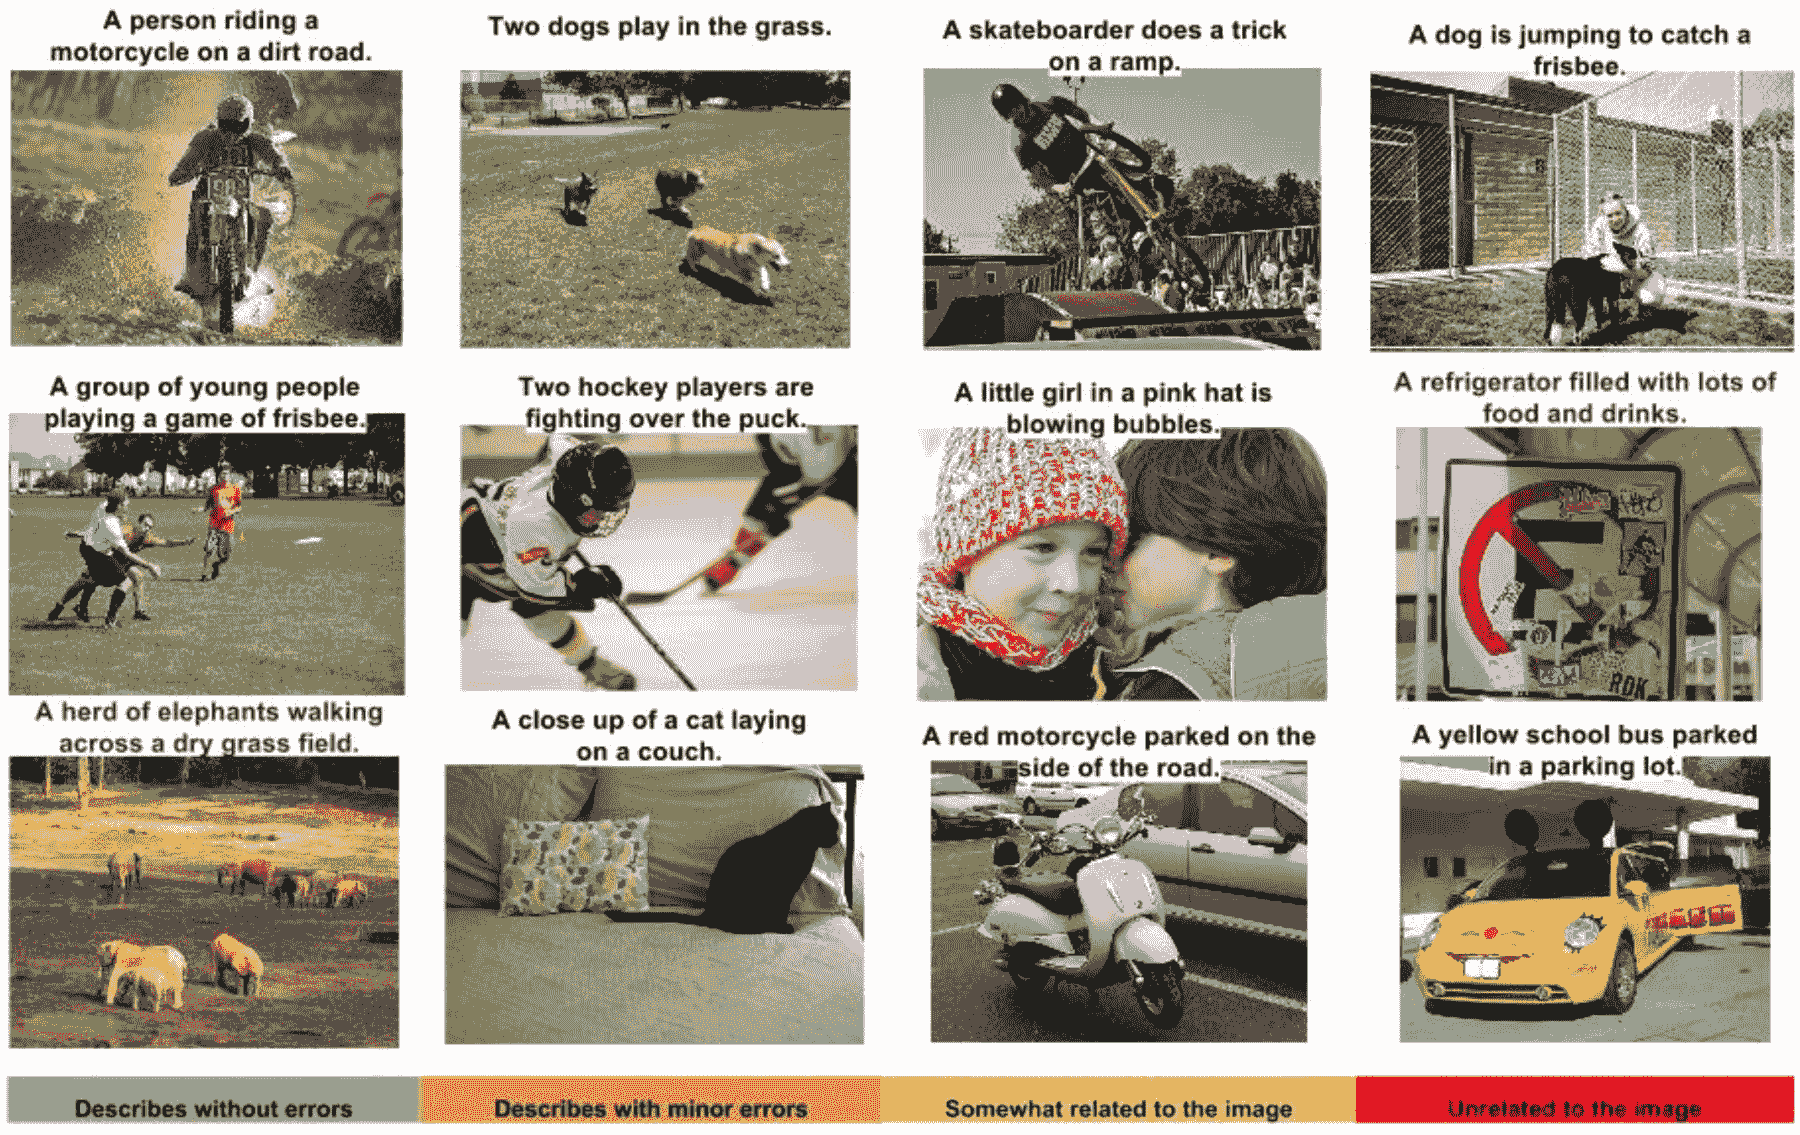 A person riding a
motorcycle on a dirt road.
Two dogs play in the grass.
A skateboarder does a trick
on a ramp.
A dog is jumping to catch a
frisbee.
A group of young people
playing a game of frisbee.
Two hockey players are
fighting over the puck.
A little girl in a pink hat is
blowing bubbles.
A refrigerator filled with lots of
food and drinks.
RDK
A herd of elephants walking
across a dry grass field.
A close up of a cat laying
on a couch.
A red motorcycle parked on the
side of the road.
A yellow school bus parked
in a parking lot.
Describes without errors
Describes with minor errors
Somewhat related to the image
Unrelated to the image